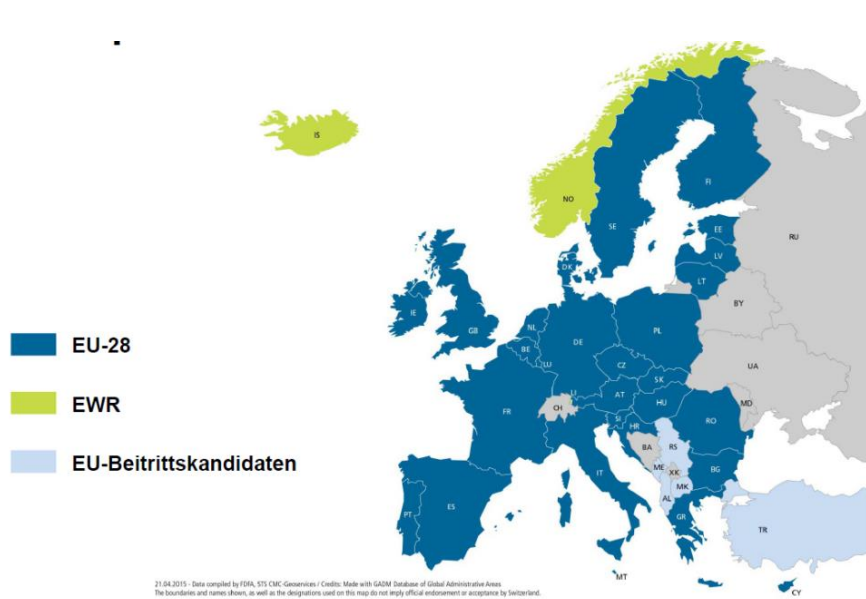 IS
NO
SE
FI
RU
EE
LV
LT
DK
BY
IE
GB
NL
BE
LU
DE
PL
CZ
UA
SK
LI
AT
HU
MD
FR
CH
SI
HR
RO
BA
RS
ME
XK
BG
IT
MK
AL
PT
ES
GR
TR
MT
CY
EU-28
EWR
EU-Beitrittskandidaten
21.04.2015 - Data compiled by FDFA, STS CMC-Geoservices / Credits: Made with GADM Database of Global Administrative Areas
The boundaries and names shown, as well as the designations used on this map do not imply official endorsement or acceptance by Switzerland.